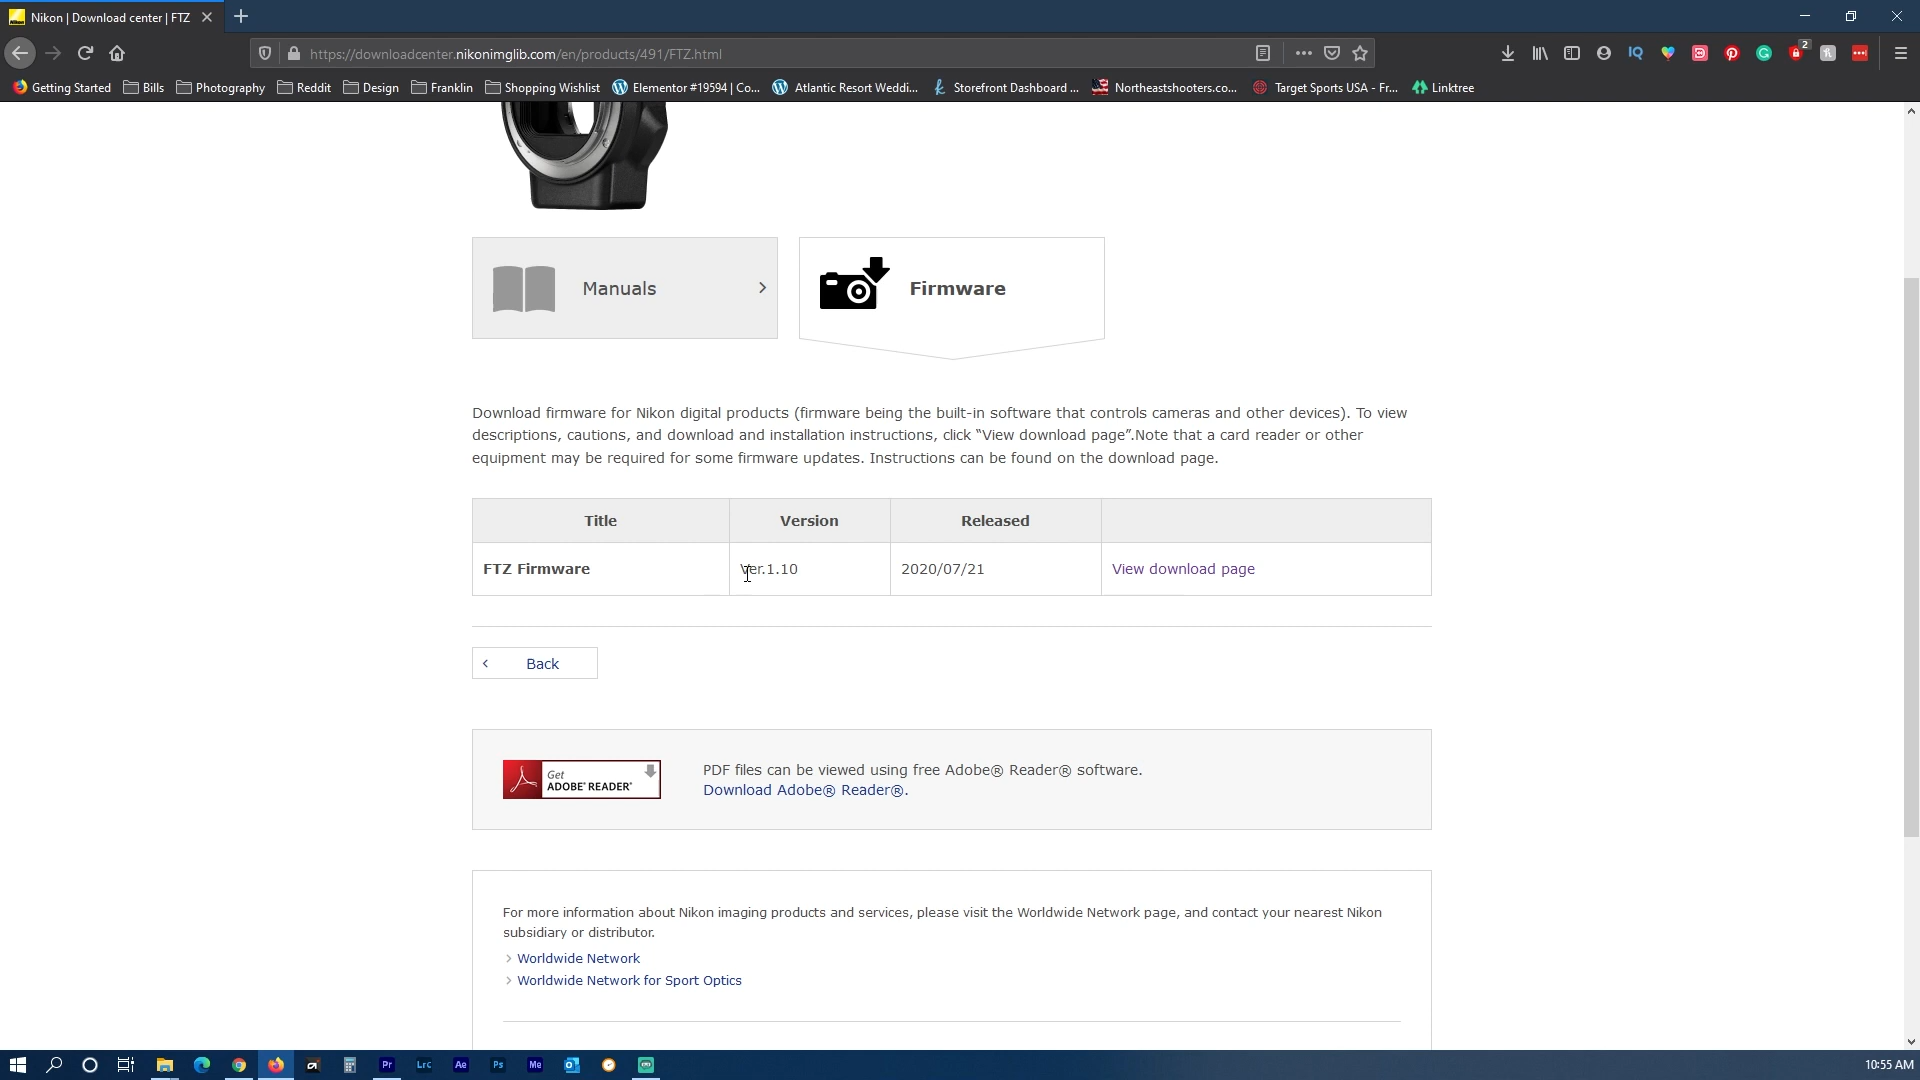 Nikon | Download center | FTZ
https://downloadcenter.nikonimglib.com/en/products/491/FTZ.html
2
Getting Started Bills Photography Reddit Design Franklin Shopping Wishlist Elementor #19594 | Co... Atlantic Resort Weddi... Storefront Dashboard ... Northeastshooters.co... Target Sports USA - Fr... Linktree
Manuals
Firmware
Download firmware for Nikon digital products (firmware being the built-in software that controls cameras and other devices). To view
descriptions, cautions, and download and installation instructions, click “View download page”.Note that a card reader or other
equipment may be required for some firmware updates. Instructions can be found on the download page.
Title Version Released
FTZ Firmware Ver.1.10 2020/07/21 View download page
Back
Get
ADOBE® READER®
PDF files can be viewed using free Adobe® Reader® software.
Download Adobe® Reader®.
For more information about Nikon imaging products and services, please visit the Worldwide Network page, and contact your nearest Nikon
subsidiary or distributor.
Worldwide Network
Worldwide Network for Sport Optics
Pr Lrc Ae Ps Me
10:55 AM